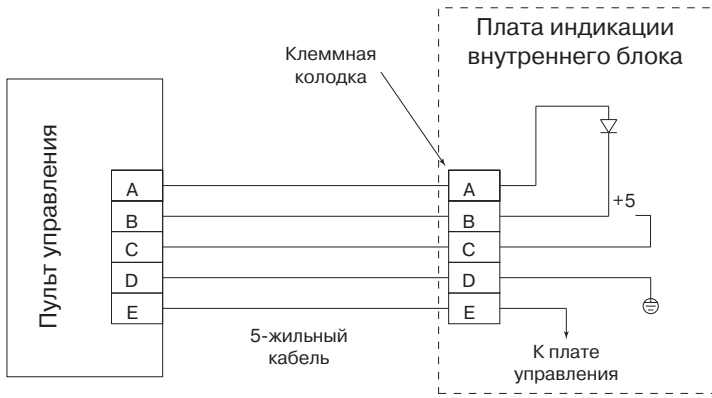 Плата индикации
внутреннего блока
Клеммная
колодка
Пульт управления
A
B
C
D
E
A
B
C
D
E
+5
5-жильный
кабель
К плате
управления